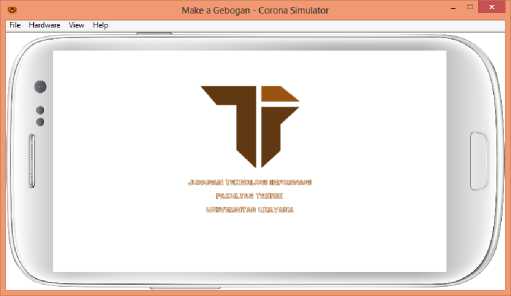 Make a Gebogan - Corona Simulator
File Hardware View Help
JURUSAN TEKNOLOGI INFORMASI
FAKULTAS TEKNIK
UNIVERSITAS UDAYANA